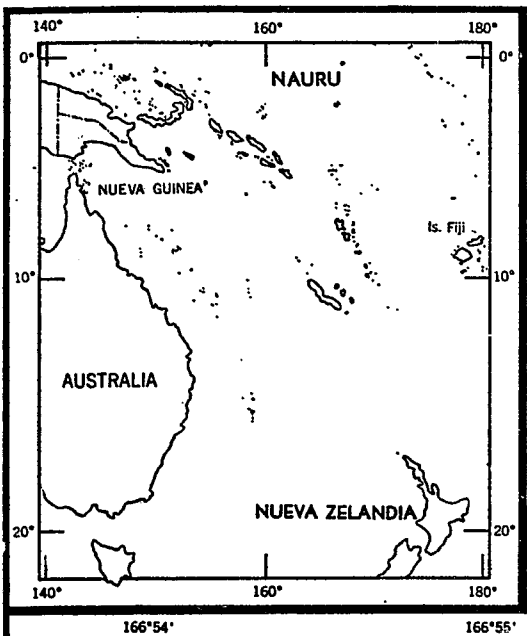 140° 160° 180°
0° NAURU 0°
NUEVA GUINEA
Is. Fiji
10° 10°
AUSTRALIA
NUEVA ZELANDIA
20° 20°
140° 160° 180°
166°54' 166°55'